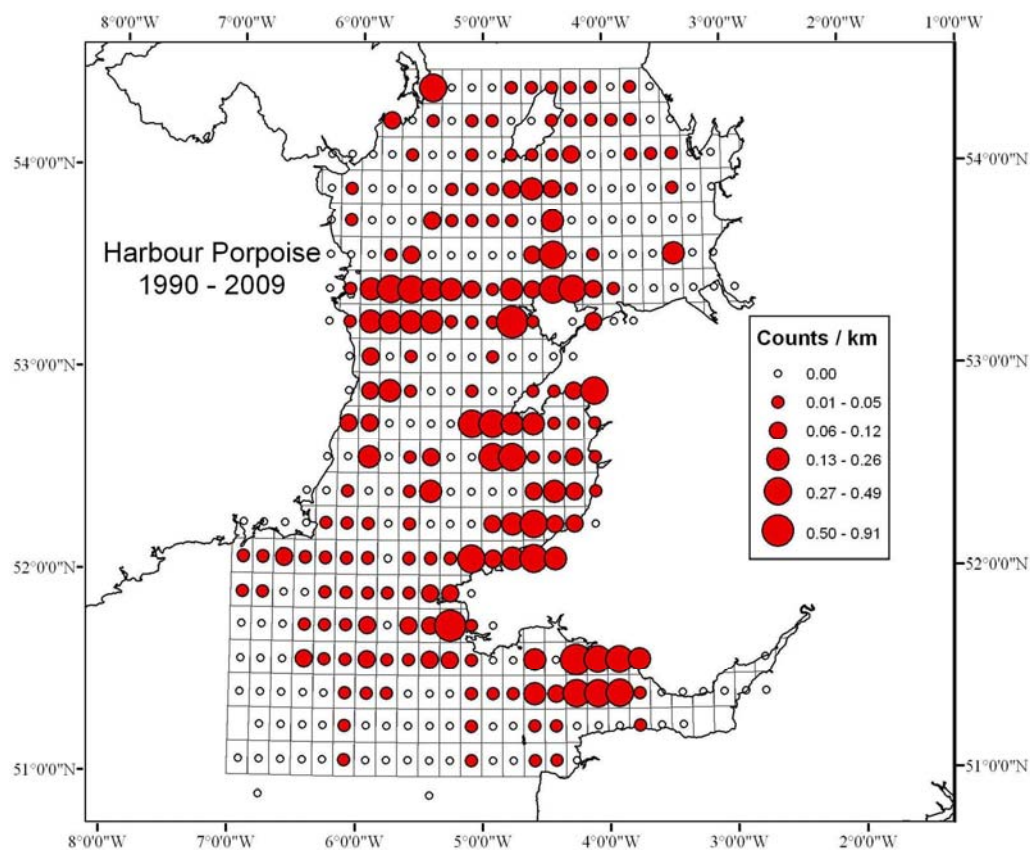 8°0'0"W 7°0'0"W 6°0'0"W 5°0'0"W 4°0'0"W 3°0'0"W 2°0'0"W 1°0'0"W
54°0'0"N 54°0'0"N
Harbour Porpoise
1990 - 2009
53°0'0"N 53°0'0"N
Counts / km
0.00
0.01 - 0.05
0.06 - 0.12
0.13 - 0.26
0.27 - 0.49
0.50 - 0.91
52°0'0"N 52°0'0"N
51°0'0"N 51°0'0"N
8°0'0"W 7°0'0"W 6°0'0"W 5°0'0"W 4°0'0"W 3°0'0"W 2°0'0"W